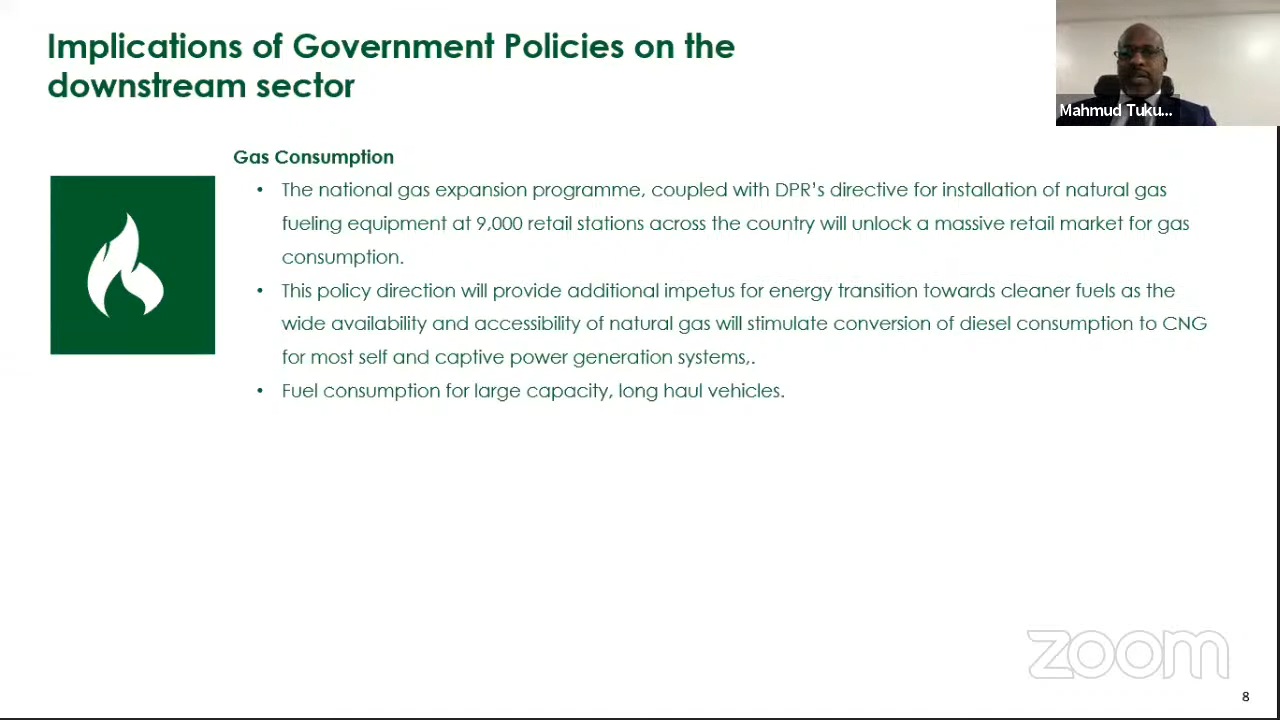 Implications of Government Policies on the
downstream sector
Mahmud Tuku...
Gas Consumption
• The national gas expansion programme, coupled with DPR's directive for installation of natural gas
fueling equipment at 9,000 retail stations across the country will unlock a massive retail market for gas
consumption.
• This policy direction will provide additional impetus for energy transition towards cleaner fuels as the
wide availability and accessibility of natural gas will stimulate conversion of diesel consumption to CNG
for most self and captive power generation systems,.
• Fuel consumption for large capacity, long haul vehicles.
zoom
8